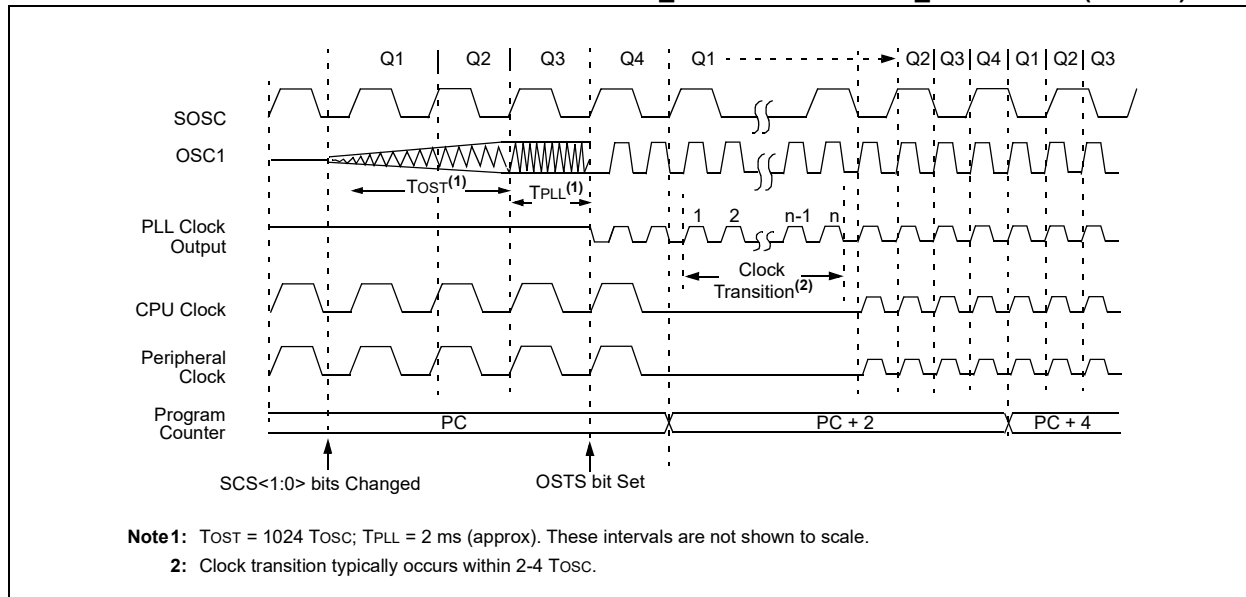 Q1 Q2 Q3 Q4 Q1 Q2 Q3 Q4 Q1 Q2 Q3
SOSC
OSC1
TOST(1) TPLL(1)
1 2 n-1 n
PLL Clock
Output
Clock
Transition(2)
CPU Clock
Peripheral
Clock
Program
Counter
PC PC + 2 PC + 4
SCS<1:0> bits Changed OSTS bit Set
Note1: TOST = 1024 TOSC; TPLL = 2 ms (approx). These intervals are not shown to scale.
2: Clock transition typically occurs within 2-4 TOSC.